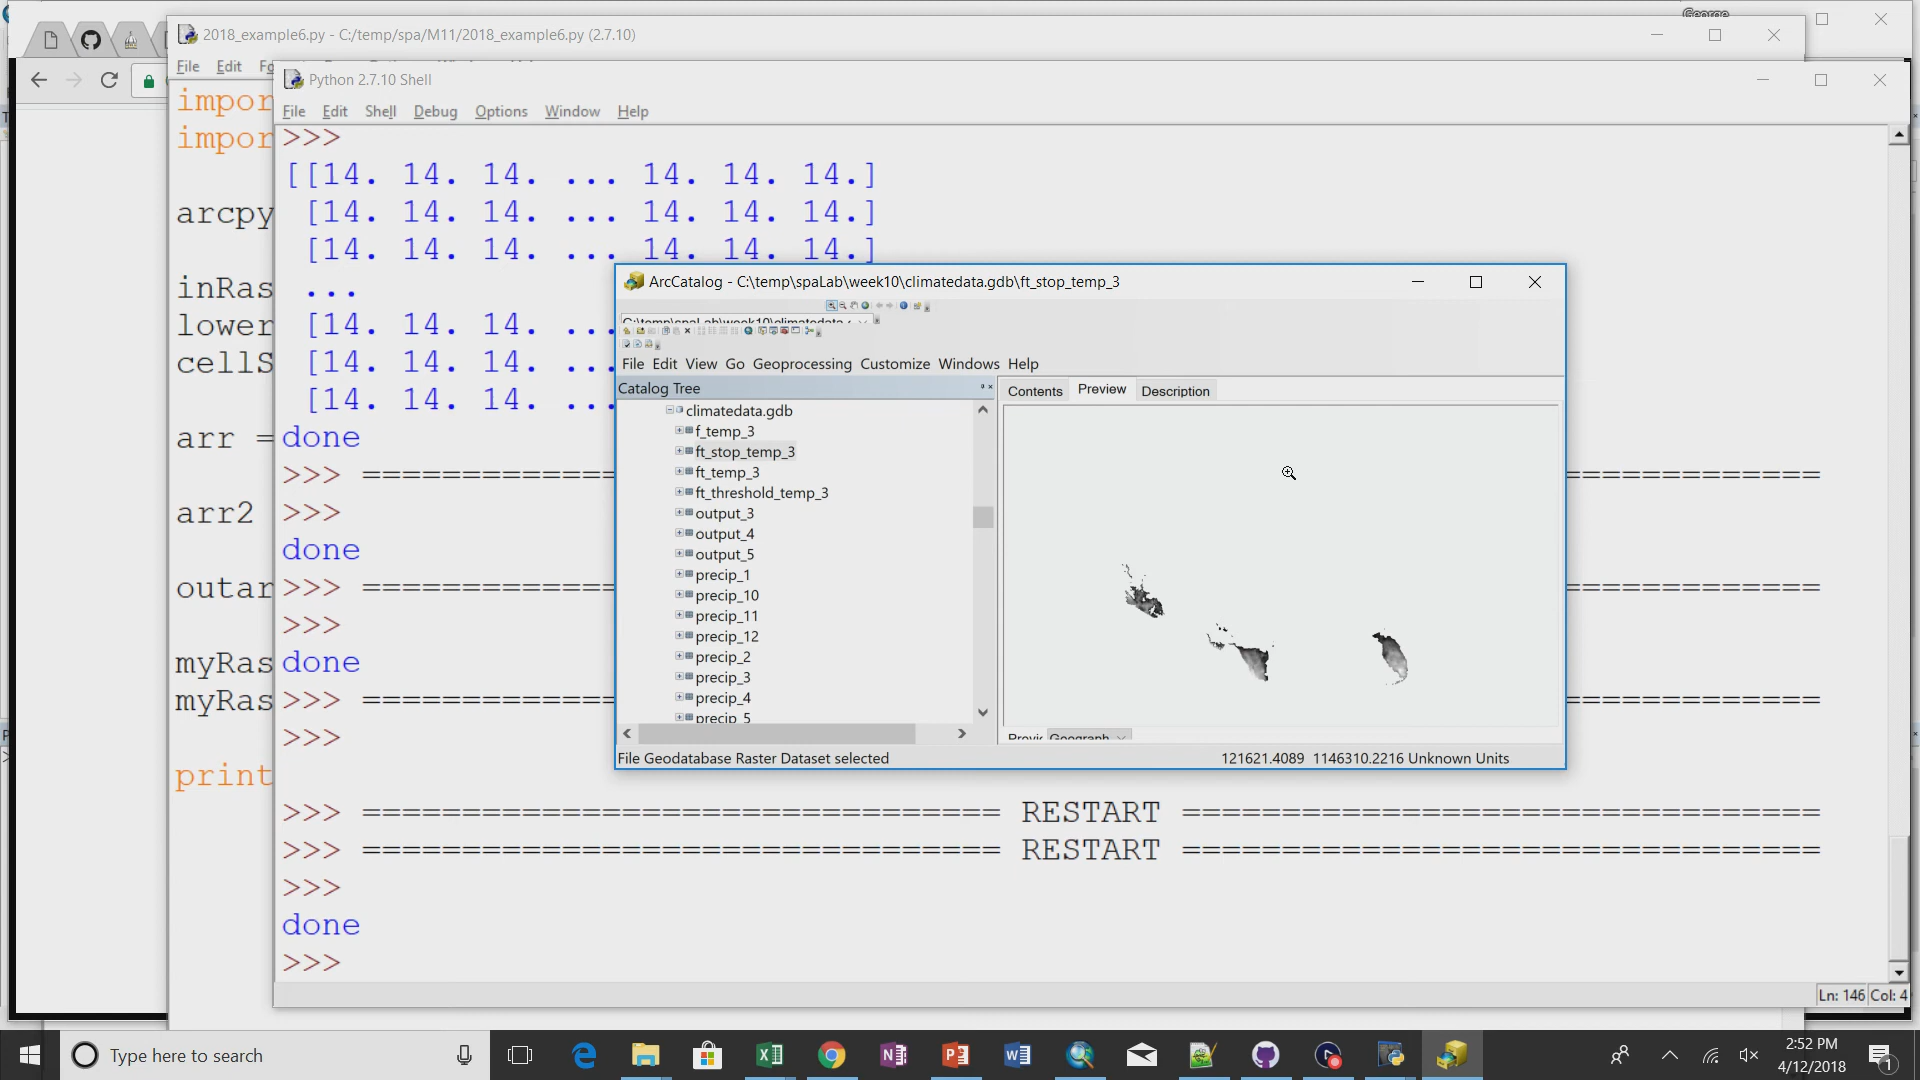 George
2018_example6.py - C:/temp/spa/M11/2018_example6.py (2.7.10)
File Edit
Python 2.7.10 Shell
File Edit Shell Debug Options Window Help
impor
impor
arcpy
inRas
lower
cellS
arr =
arr2
outar
myRas
myRas
print
>>>
[[14. 14. 14. ... 14. 14. 14.]
[14. 14. 14. ... 14. 14. 14.]
[14. 14. 14. ... 14. 14. 14.]
...
[14. 14. 14. ...
[14. 14. 14. ...
[14. 14. 14. ...
done
>>> ================
>>>
done
>>> ================
>>>
done
>>> ================
>>>
>>> ================================ RESTART ================================
>>> ================================ RESTART ================================
>>>
done
>>>
Ln: 146 Col: 4
ArcCatalog - C:\temp\spaLab\week10\climatedata.gdb\ft_stop_temp_3
C:\temp\spaLab\week10\climatedata
File Edit View Go Geoprocessing Customize Windows Help
Catalog Tree
climatedata.gdb
f_temp_3
ft_stop_temp_3
ft_temp_3
ft_threshold_temp_3
output_3
output_4
output_5
precip_1
precip_10
precip_11
precip_12
precip_2
precip_3
precip_4
precip_5
Contents Preview Description
File Geodatabase Raster Dataset selected
121621.4089 1146310.2216 Unknown Units
Type here to search
2:52 PM
4/12/2018
1